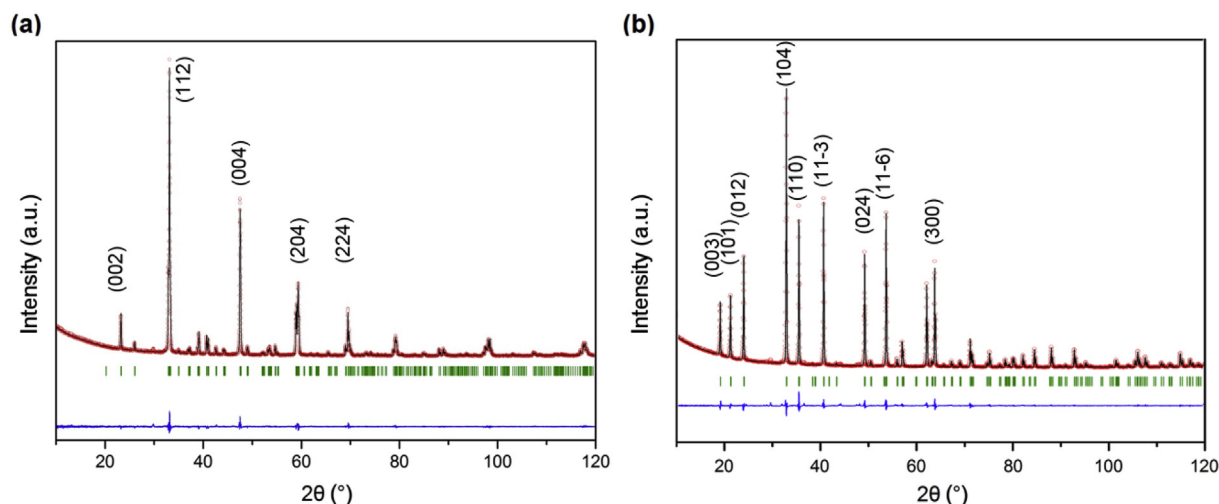 (a)
(112)
(004)
(002)
(204)
(224)
Intensity (a.u.)
20 40 60 80 100 120
2θ (°)
(b)
(104)
(003)
(101)
(012)
(110)
(11-3)
(024)
(11-6)
(300)
Intensity (a.u.)
20 40 60 80 100 120
2θ (°)